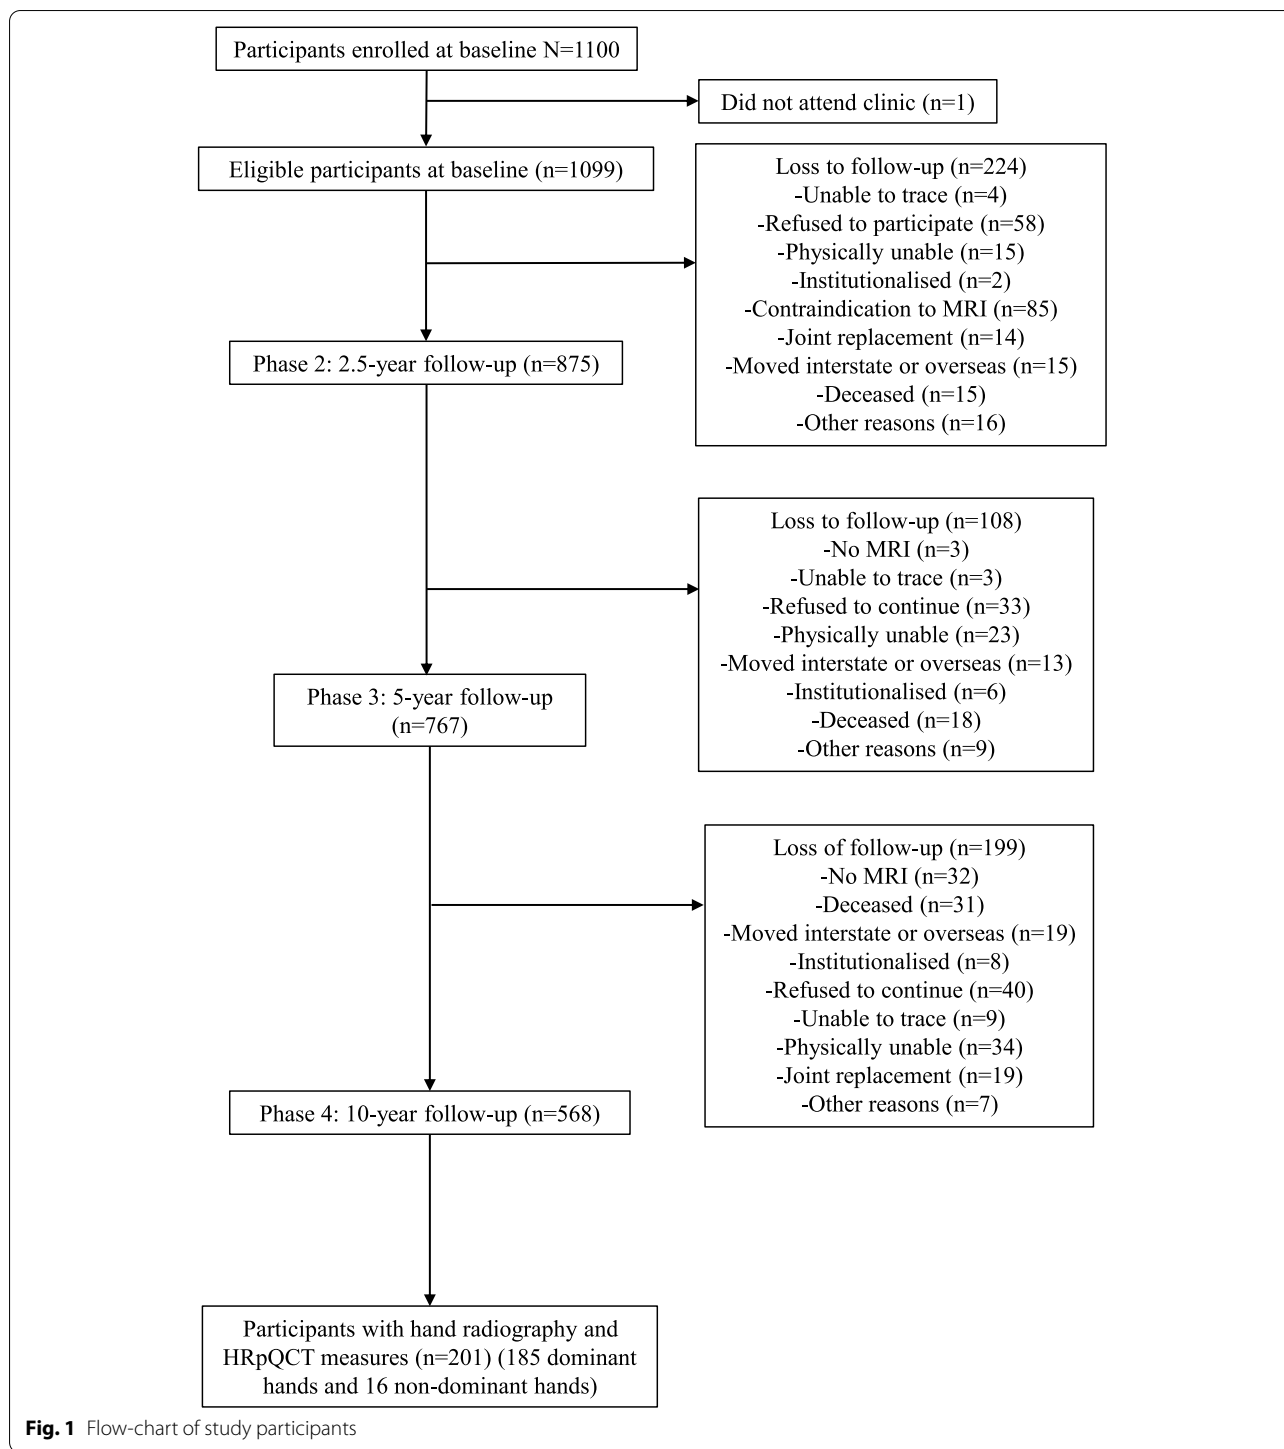 Participants enrolled at baseline N=1100
Did not attend clinic (n=1)
Eligible participants at baseline (n=1099)
Loss to follow-up (n=224)
-Unable to trace (n=4)
-Refused to participate (n=58)
-Physically unable (n=15)
-Institutionalised (n=2)
-Contraindication to MRI (n=85)
-Joint replacement (n=14)
-Moved interstate or overseas (n=15)
-Deceased (n=15)
-Other reasons (n=16)
Phase 2: 2.5-year follow-up (n=875)
Loss to follow-up (n=108)
-No MRI (n=3)
-Unable to trace (n=3)
-Refused to continue (n=33)
-Physically unable (n=23)
-Moved interstate or overseas (n=13)
-Institutionalised (n=6)
-Deceased (n=18)
-Other reasons (n=9)
Phase 3: 5-year follow-up
(n=767)
Loss of follow-up (n=199)
-No MRI (n=32)
-Deceased (n=31)
-Moved interstate or overseas (n=19)
-Institutionalised (n=8)
-Refused to continue (n=40)
-Unable to trace (n=9)
-Physically unable (n=34)
-Joint replacement (n=19)
-Other reasons (n=7)
Phase 4: 10-year follow-up (n=568)
Participants with hand radiography and
HRpQCT measures (n=201) (185 dominant
hands and 16 non-dominant hands)
Fig. 1 Flow-chart of study participants